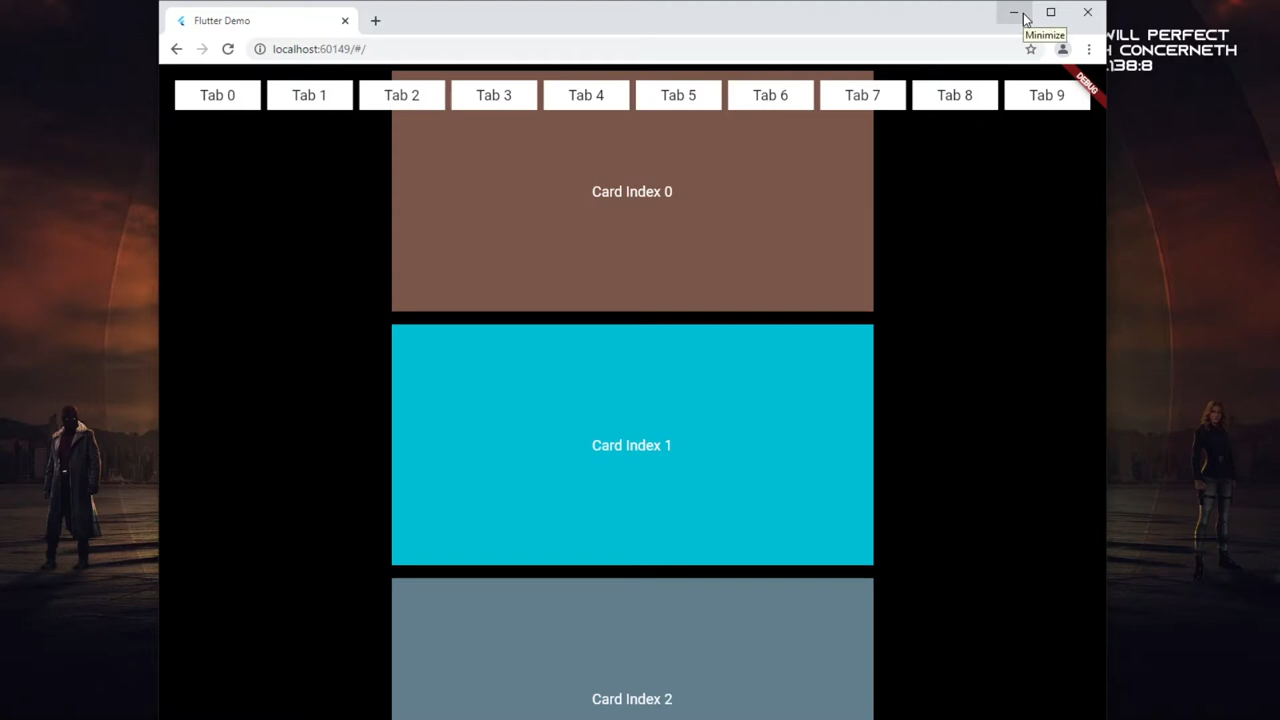 Flutter Demo
Minimize
WILL PERFECT
localhost:60149/#/
H CONCERNETH
.138:8
DEBUG
Tab 0 Tab 1 Tab 2 Tab 3 Tab 4 Tab 5 Tab 6 Tab 7 Tab 8 Tab 9
Card Index 0
Card Index 1
Card Index 2